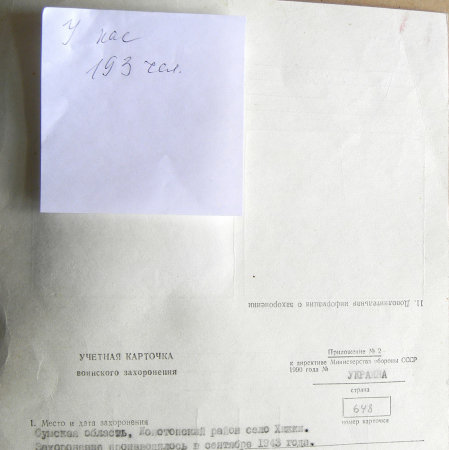 У нас
193 чел.
11. Дополнительная информация о захоронении
УЧЕТНАЯ КАРТОЧКА
воинского захоронения
Приложение № 2
к директиве Министерства обороны СССР
1990 года №
УКРАИНА
страна
648
номер карточки
1. Место и дата захоронения
Сумская область, Конотопский район село Хижки.
Захоронение производилось в сентябре 1943 года.